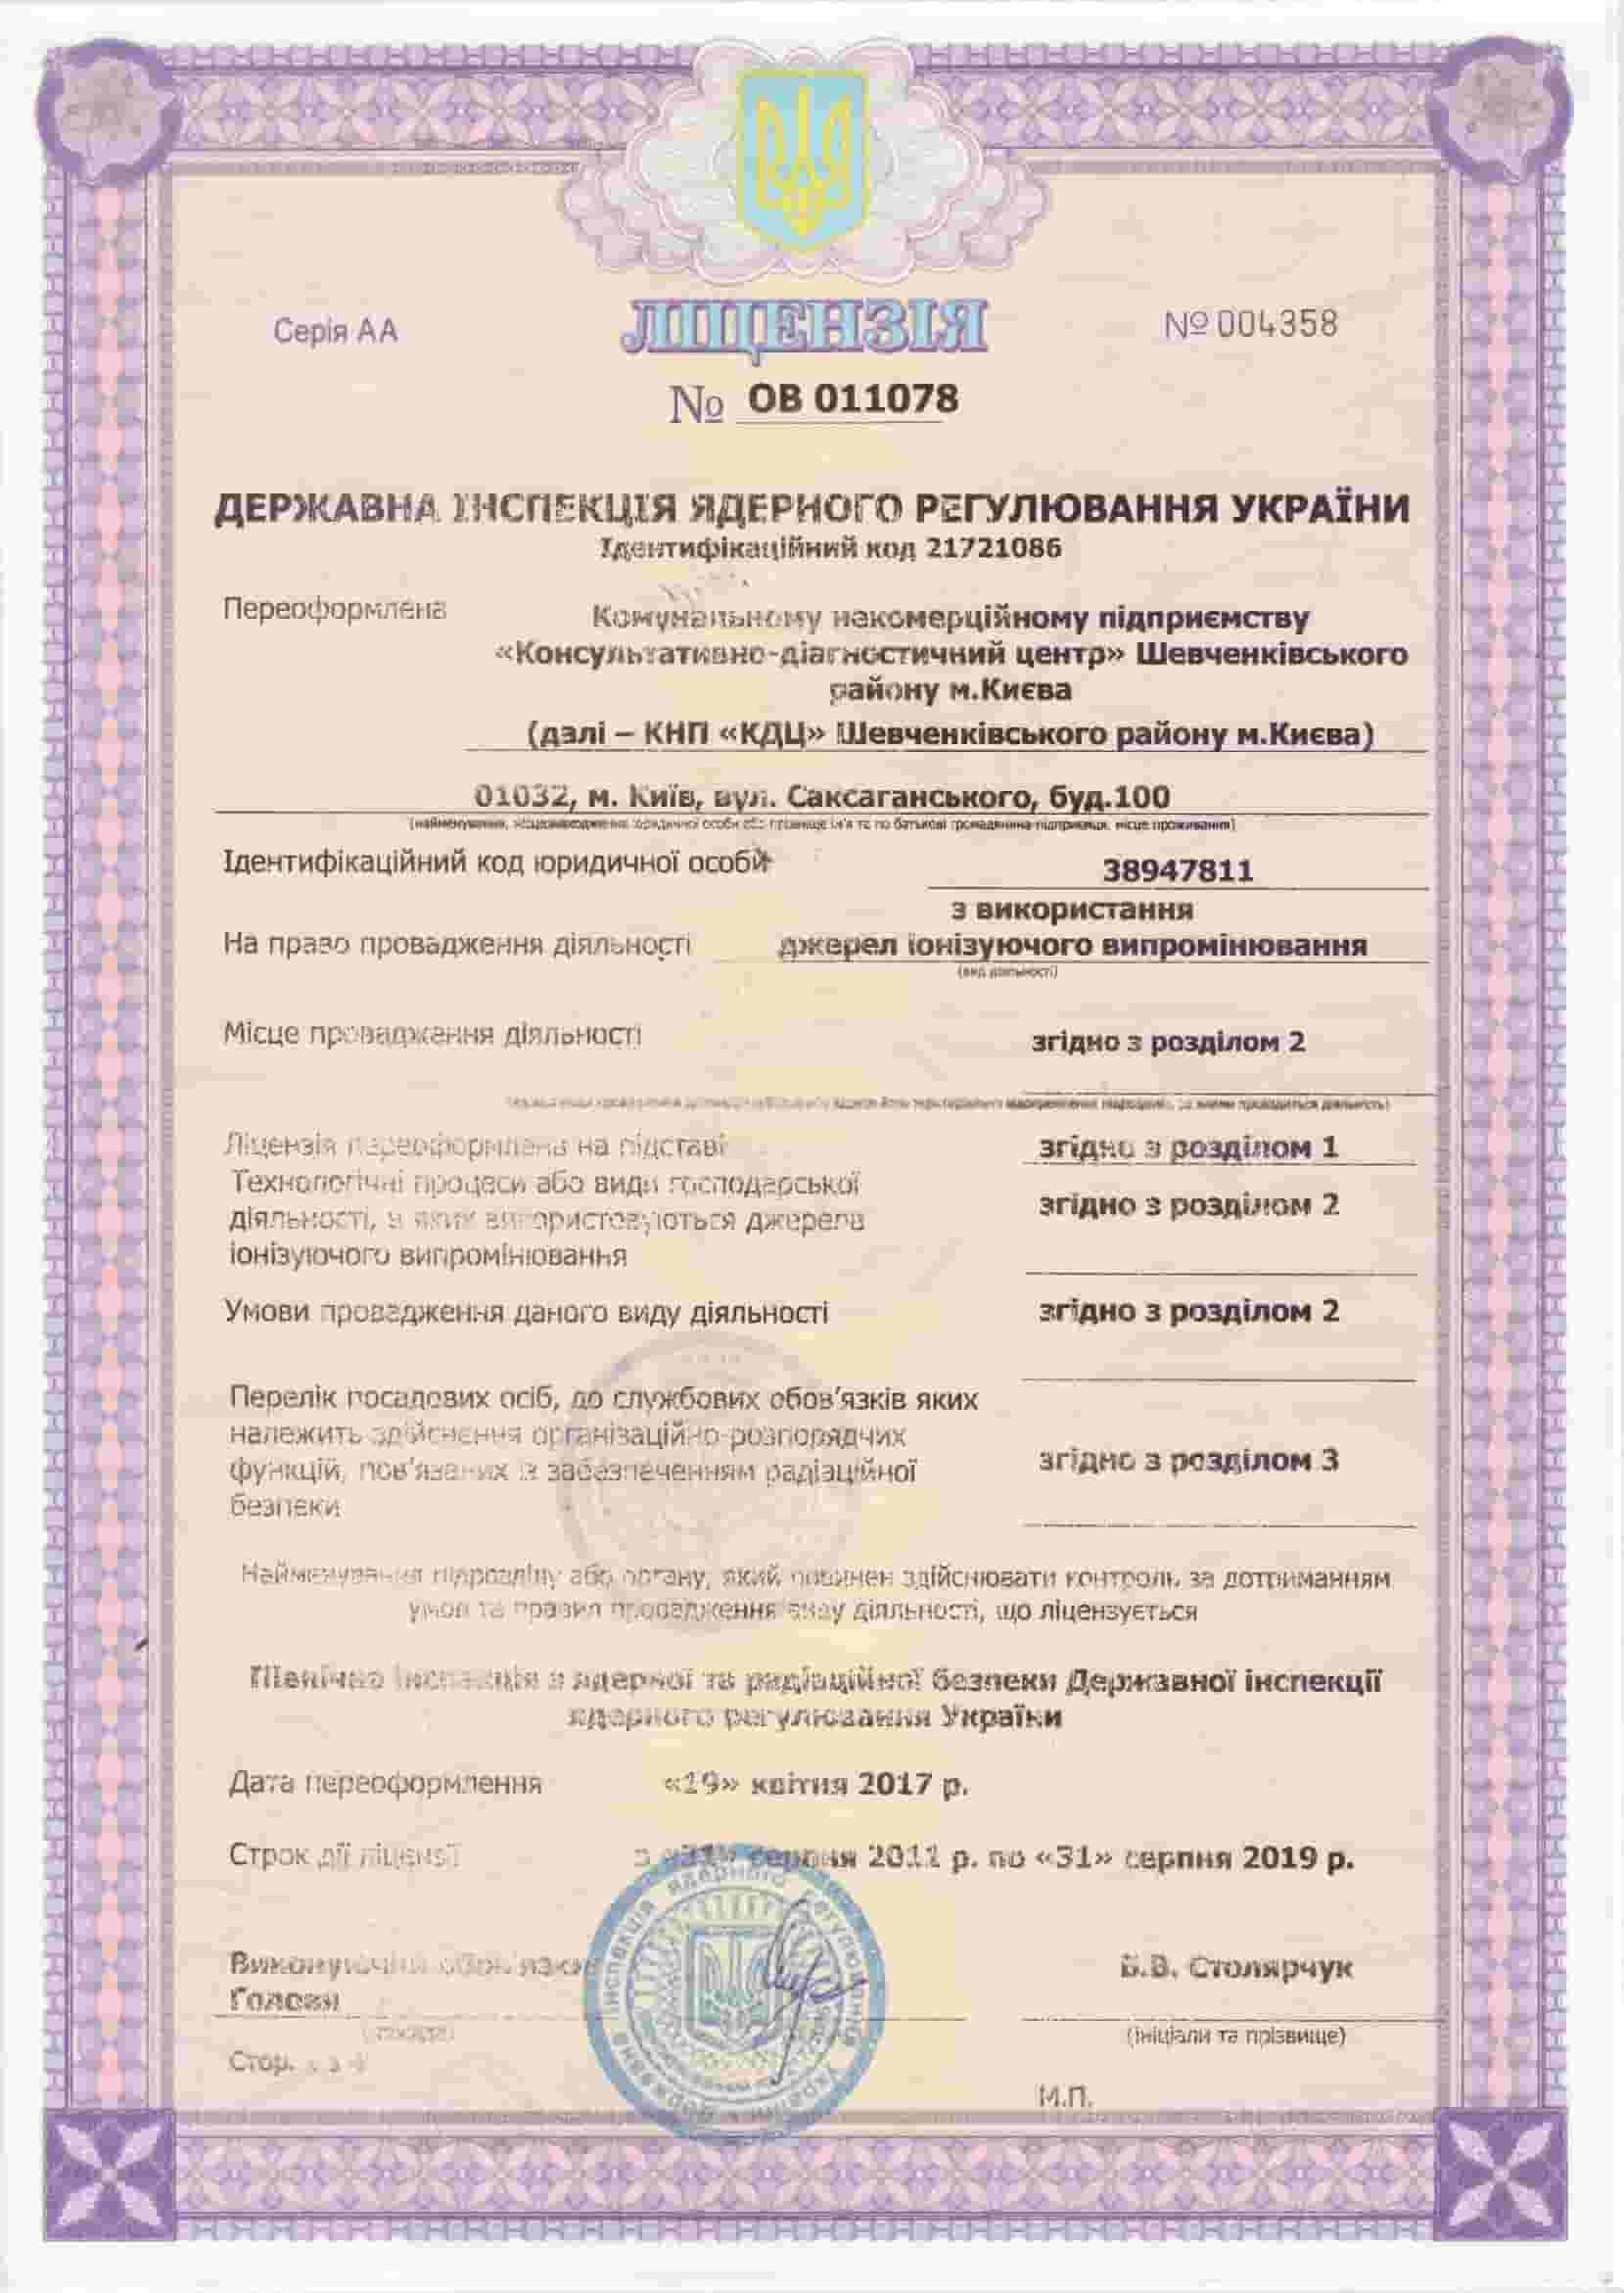 Серія АА
ЛІЦЕНЗІЯ
№ 004358
№ ОВ 011078
ДЕРЖАВНА ІНСПЕКЦІЯ ЯДЕРНОГО РЕГУЛЮВАННЯ УКРАЇНИ
Ідентифікаційний код 21721086
Переоформлена
Комунальному некомерційному підприємству
«Консультативно-діагностичний центр» Шевченківського
району м.Києва
(далі – КНП «КДЦ» Шевченківського району м.Києва)
01032, м. Київ, вул. Саксаганського, буд.100
(найменування, місцезнаходження юридичної особи або прізвище ім'я та по батькові громадянина-підприємця, місце проживання)
Ідентифікаційний код юридичної особи
38947811
з використання
На право провадження діяльності джерел іонізуючого випромінювання
(вид діяльності)
Місце провадження діяльності
згідно з розділом 2
Ліцензія переоформлена на підставі
згідно з розділом 1
Технологічні процеси або види господарської
діяльності, у яких використовуються джерела
іонізуючого випромінювання
згідно з розділом 2
Умови провадження даного виду діяльності
згідно з розділом 2
Перелік посадових осіб, до службових обов'язків яких
належить здійснення організаційно-розпорядчих
функцій, пов'язаних із забезпеченням радіаційної
безпеки
згідно з розділом 3
Найменування підрозділу або органу, який повинен здійснювати контроль за дотриманням
умов та правил провадження виду діяльності, що ліцензується
Північна інспекція з ядерної та радіаційної безпеки Державної інспекції
ядерного регулювання України
Дата переоформлення
«19» квітня 2017 р.
Строк дії ліцензії
з «31» серпня 2011 р. по «31» серпня 2019 р.
Виконуючий обов'язки
Голови
Б.В. Столярчук
(посада)
(ініціали та прізвище)
Стор.
М.П.